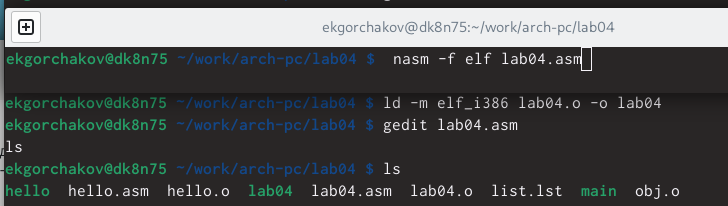 ekgorchakov@dk8n75:~/work/arch-pc/lab04
ekgorchakov@dk8n75 ~/work/arch-pc/lab04 $ nasm -f elf lab04.asm
ekgorchakov@dk8n75 ~/work/arch-pc/lab04 $ ld -m elf_i386 lab04.o -o lab04
ekgorchakov@dk8n75 ~/work/arch-pc/lab04 $ gedit lab04.asm
ls
ekgorchakov@dk8n75 ~/work/arch-pc/lab04 $ ls
hello hello.asm hello.o lab04 lab04.asm lab04.o list.lst main obj.o